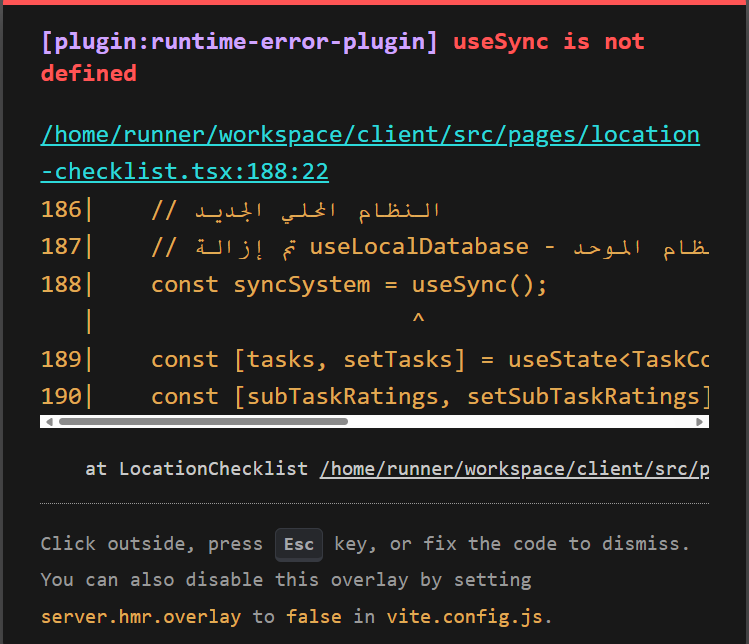 [plugin:runtime-error-plugin] useSync is not
defined
/home/runner/workspace/client/src/pages/location
-checklist.tsx:188:22
186|    // النظام المحلي الجديد
187|    // تم إزالة useLocalDatabase - ظام الموحد
188|    const syncSystem = useSync();
|                       ^
189|    const [tasks, setTasks] = useState<TaskCo
190|    const [subTaskRatings, setSubTaskRatings]
at LocationChecklist /home/runner/workspace/client/src/p
Click outside, press Esc key, or fix the code to dismiss.
You can also disable this overlay by setting
server.hmr.overlay to false in vite.config.js.